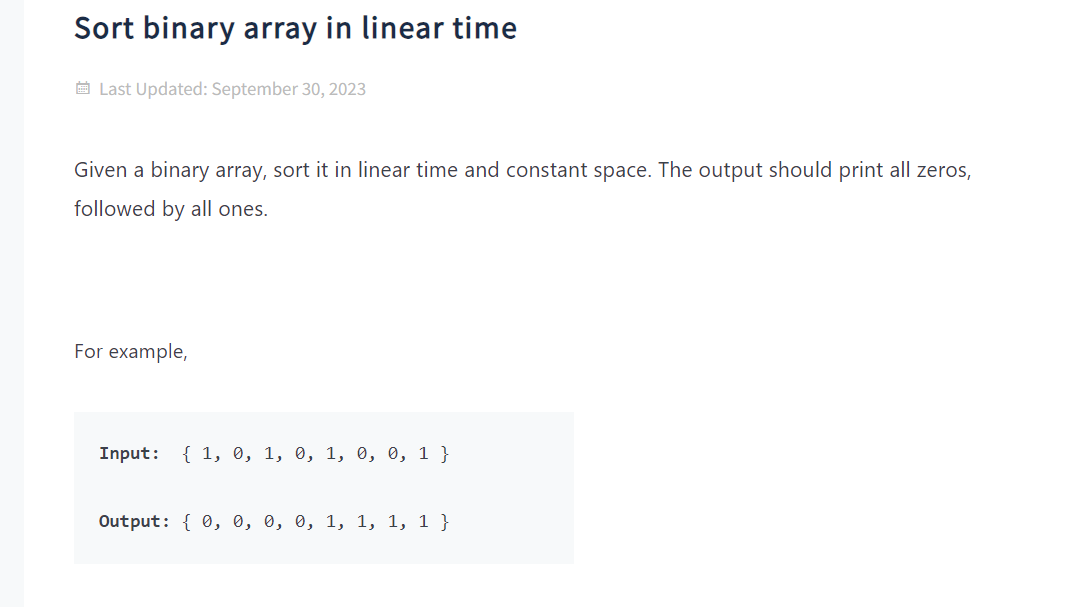 Sort binary array in linear time
Last Updated: September 30, 2023
Given a binary array, sort it in linear time and constant space. The output should print all zeros,
followed by all ones.
For example,
Input:  { 1, 0, 1, 0, 1, 0, 0, 1 }
Output: { 0, 0, 0, 0, 1, 1, 1, 1 }